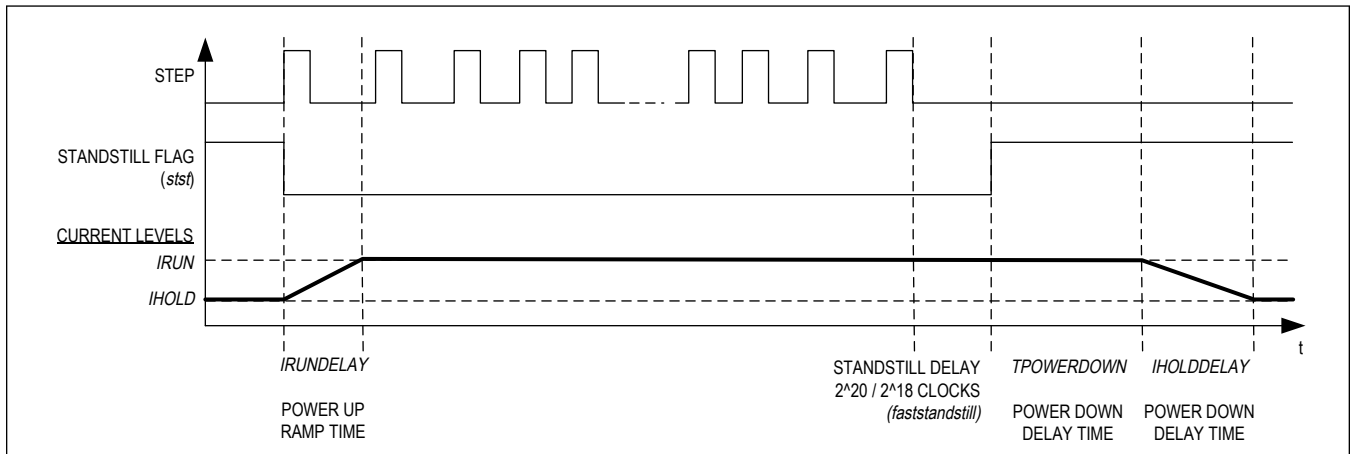 STEP
STANDSTILL FLAG
(stst)
CURRENT LEVELS
IRUN
IHOLD
t
IRUNDELAY
POWER UP
RAMP TIME
STANDSTILL DELAY
2^20 / 2^18 CLOCKS
(faststandstill)
TPOWERDOWN
POWER DOWN
DELAY TIME
IHOLDDELAY
POWER DOWN
DELAY TIME